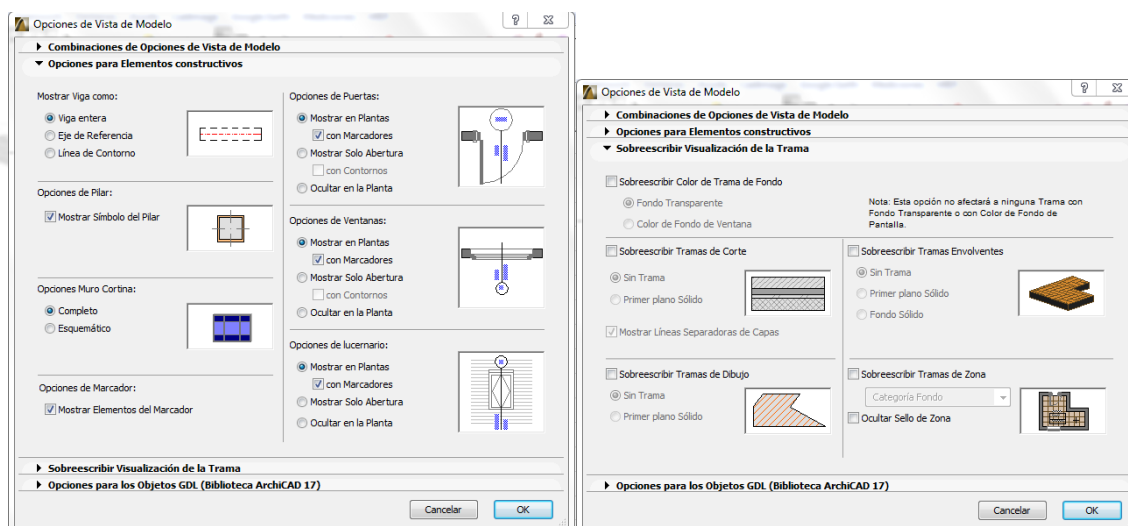 Opciones de Vista de Modelo
Combinaciones de Opciones de Vista de Modelo
Opciones para Elementos constructivos
Mostrar Viga como:
Viga entera
Eje de Referencia
Línea de Contorno
Opciones de Pilar:
Mostrar Símbolo del Pilar
Opciones Muro Cortina:
Completo
Esquemático
Opciones de Marcador:
Mostrar Elementos del Marcador
Opciones de Puertas:
Mostrar en Plantas
con Marcadores
Mostrar Solo Abertura
con Contornos
Ocultar en la Planta
Opciones de Ventanas:
Mostrar en Plantas
con Marcadores
Mostrar Solo Abertura
con Contornos
Ocultar en la Planta
Opciones de lucernario:
Mostrar en Plantas
con Marcadores
Mostrar Solo Abertura
Ocultar en la Planta
Sobreescribir Visualización de la Trama
Opciones para los Objetos GDL (Biblioteca ArchiCAD 17)
Cancelar
OK
Opciones de Vista de Modelo
Combinaciones de Opciones de Vista de Modelo
Opciones para Elementos constructivos
Sobreescribir Visualización de la Trama
Sobreescribir Color de Trama de Fondo
Fondo Transparente
Color de Fondo de Ventana
Nota: Esta opción no afectará a ninguna Trama con
Fondo Transparente o con Color de Fondo de
Pantalla.
Sobreescribir Tramas de Corte
Sin Trama
Primer plano Sólido
Mostrar Líneas Separadoras de Capas
Sobreescribir Tramas Envolventes
Sin Trama
Primer plano Sólido
Fondo Sólido
Sobreescribir Tramas de Dibujo
Sin Trama
Primer plano Sólido
Sobreescribir Tramas de Zona
Categoría Fondo
Ocultar Sello de Zona
Opciones para los Objetos GDL (Biblioteca ArchiCAD 17)
Cancelar
OK